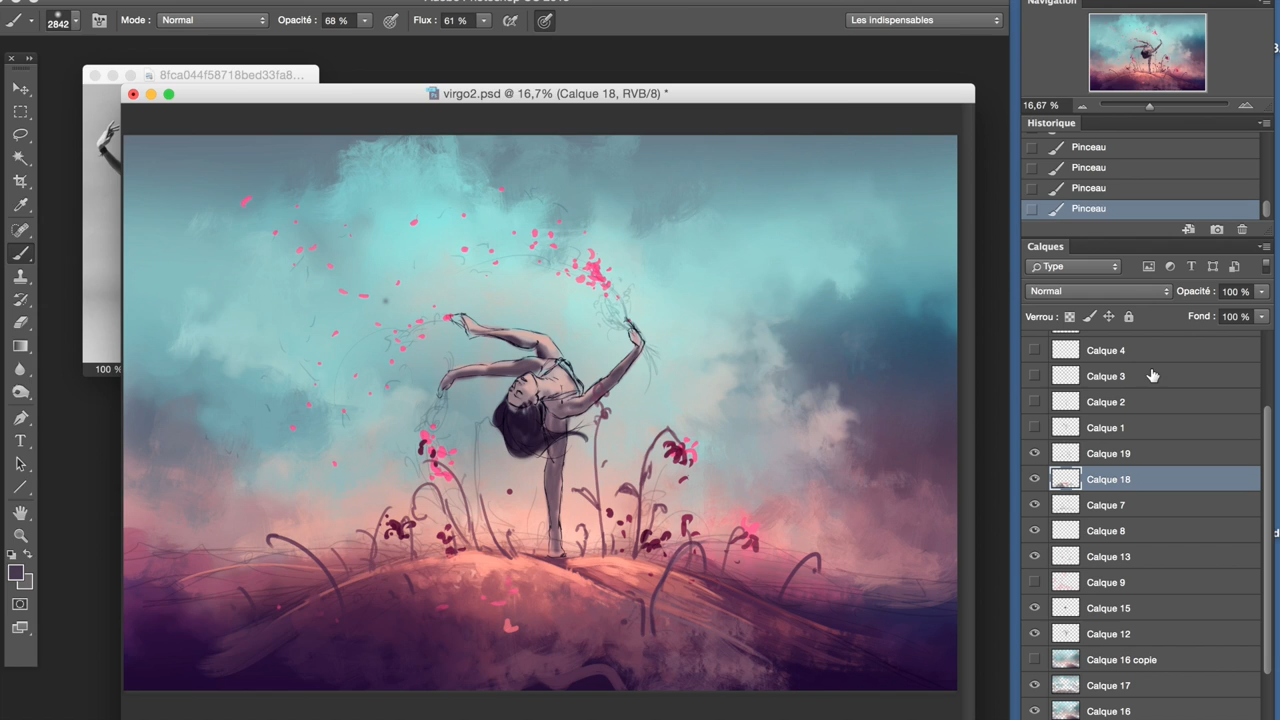 Mode : Normal Opacité : 68 % Flux : 61 % Les indispensables
2842
8fca044f58718bed33fa8...
virgo2.psd @ 16,7% (Calque 18, RVB/8) *
100 %
Navigation
16,67 %
Historique
Pinceau
Pinceau
Pinceau
Pinceau
Calques
Type
Normal Opacité : 100 %
Verrou : Fond : 100 %
Calque 4
Calque 3
Calque 2
Calque 1
Calque 19
Calque 18
Calque 7
Calque 8
Calque 13
Calque 9
Calque 15
Calque 12
Calque 16 copie
Calque 17
Calque 16